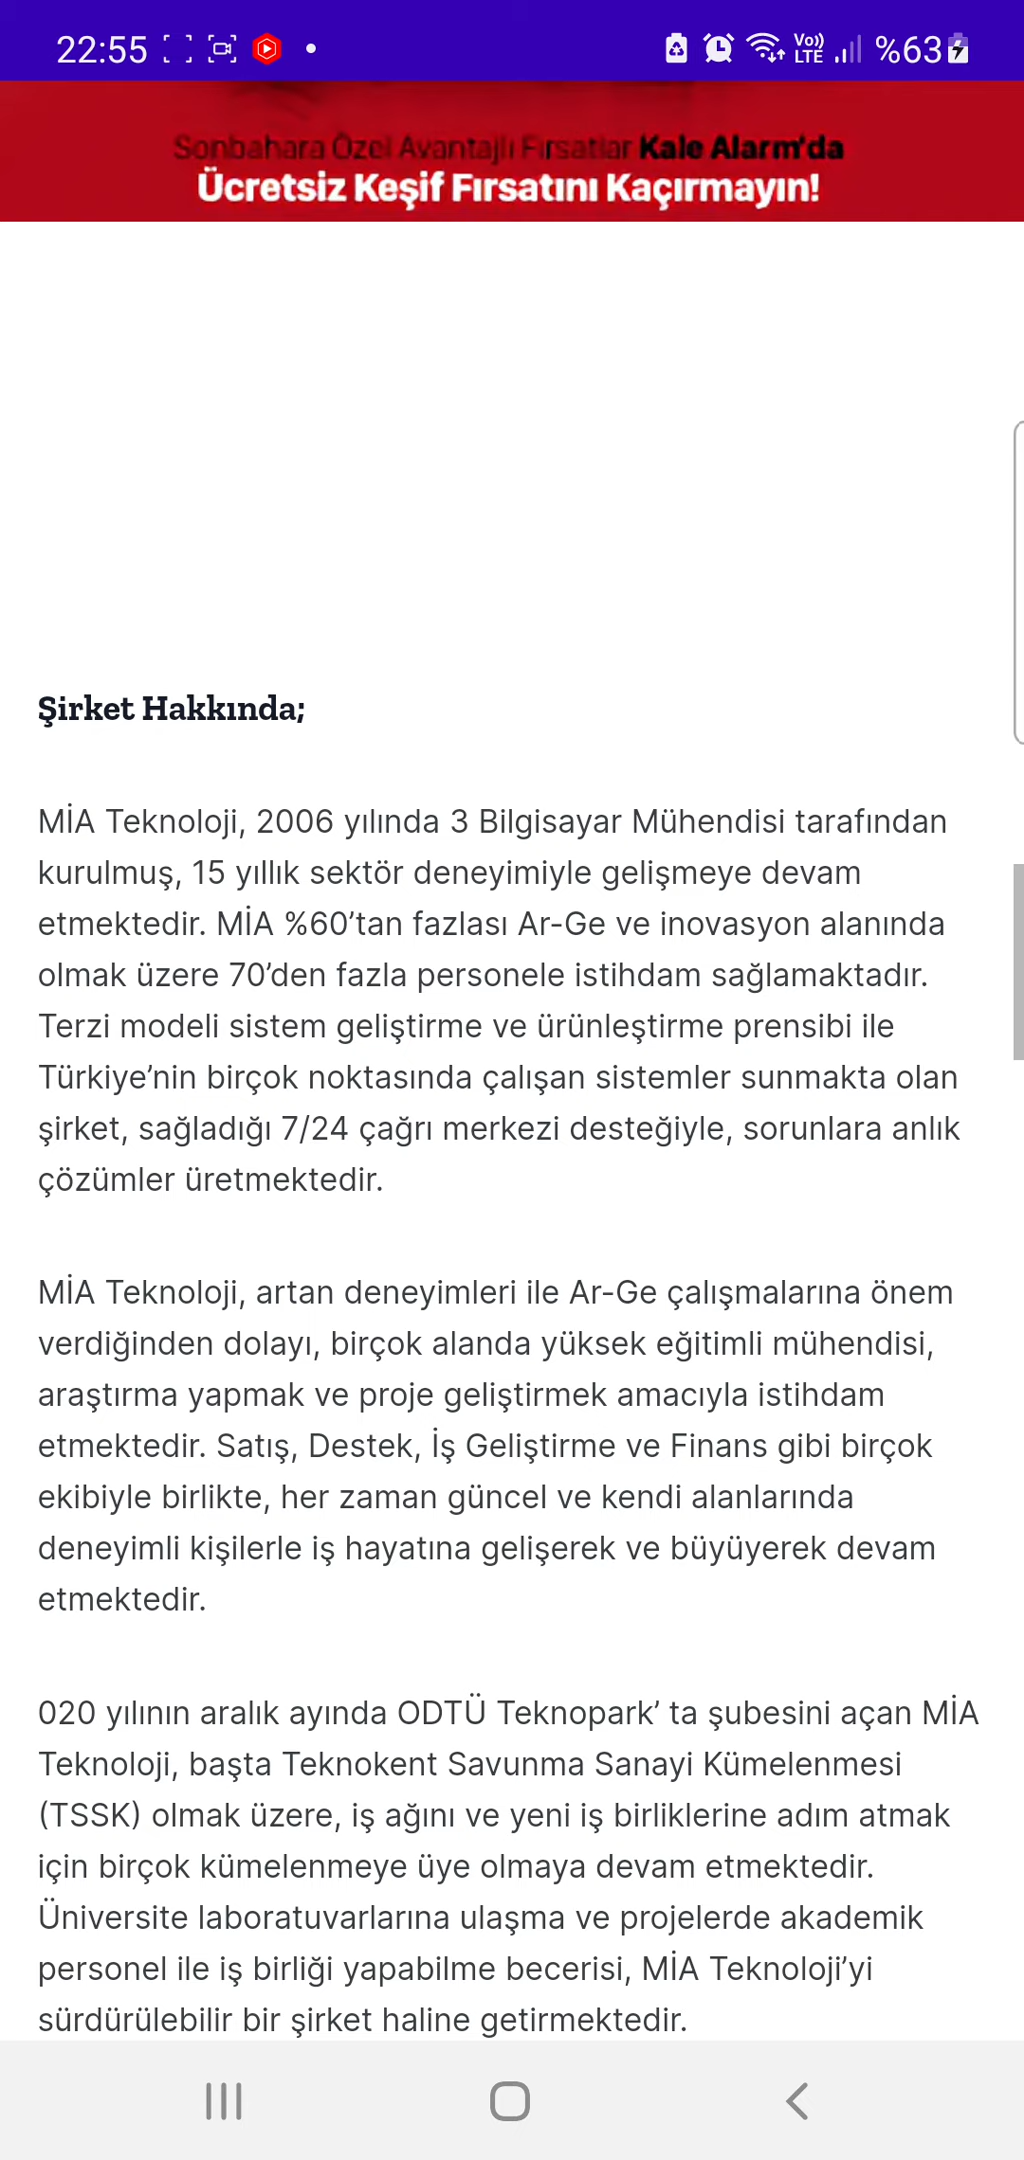 22:55
Vo)) LTE
%63
Sonbahara Özel Avantajlı Fırsatlar Kale Alarm'da
Ücretsiz Keşif Fırsatını Kaçırmayın!
Şirket Hakkında;
MİA Teknoloji, 2006 yılında 3 Bilgisayar Mühendisi tarafından
kurulmuş, 15 yıllık sektör deneyimiyle gelişmeye devam
etmektedir. MİA %60’tan fazlası Ar-Ge ve inovasyon alanında
olmak üzere 70’den fazla personele istihdam sağlamaktadır.
Terzi modeli sistem geliştirme ve ürünleştirme prensibi ile
Türkiye’nin birçok noktasında çalışan sistemler sunmakta olan
şirket, sağladığı 7/24 çağrı merkezi desteğiyle, sorunlara anlık
çözümler üretmektedir.
MİA Teknoloji, artan deneyimleri ile Ar-Ge çalışmalarına önem
verdiğinden dolayı, birçok alanda yüksek eğitimli mühendisi,
araştırma yapmak ve proje geliştirmek amacıyla istihdam
etmektedir. Satış, Destek, İş Geliştirme ve Finans gibi birçok
ekibiyle birlikte, her zaman güncel ve kendi alanlarında
deneyimli kişilerle iş hayatına gelişerek ve büyüyerek devam
etmektedir.
020 yılının aralık ayında ODTÜ Teknopark’ ta şubesini açan MİA
Teknoloji, başta Teknokent Savunma Sanayi Kümelenmesi
(TSSK) olmak üzere, iş ağını ve yeni iş birliklerine adım atmak
için birçok kümelenmeye üye olmaya devam etmektedir.
Üniversite laboratuvarlarına ulaşma ve projelerde akademik
personel ile iş birliği yapabilme becerisi, MİA Teknoloji’yi
sürdürülebilir bir şirket haline getirmektedir.